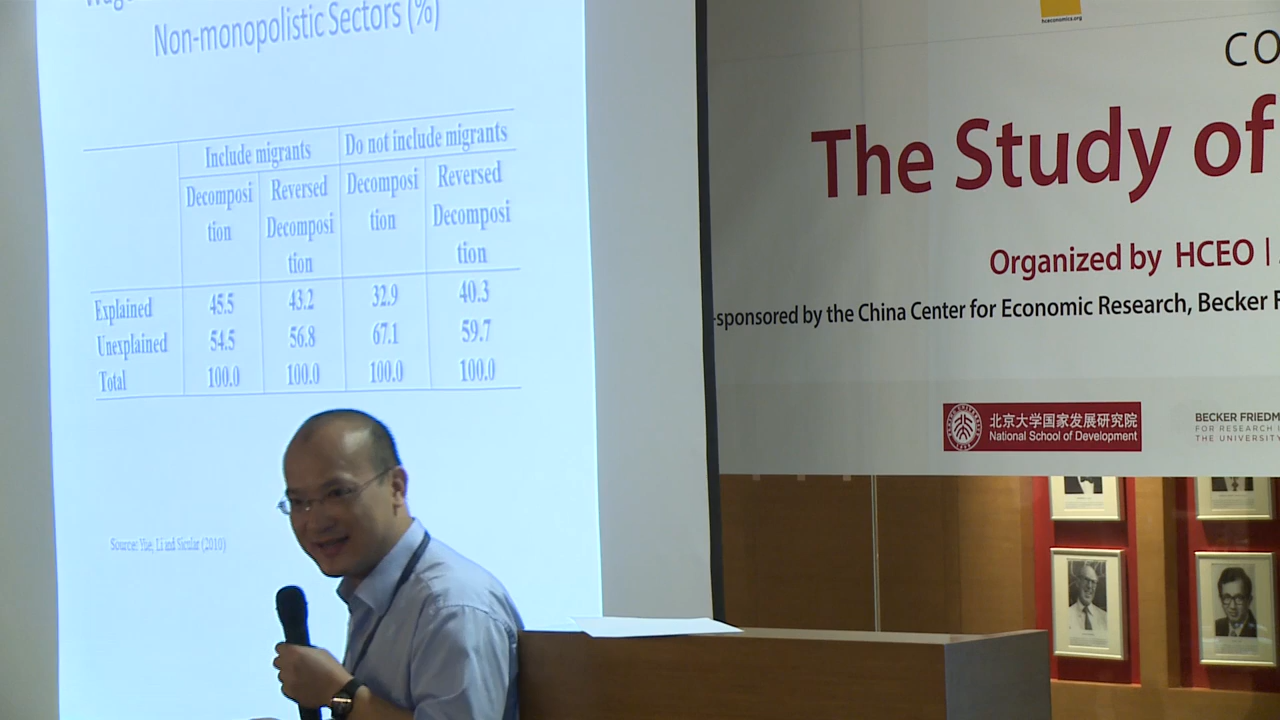 Non-monopolistic Sectors (%)
Include migrants Do not include migrants
Decomposi Reversed Decomposi Reversed
tion Decomposi tion Decomposi
tion tion
Explained 45.5 43.2 32.9 40.3
Unexplained 54.5 56.8 67.1 59.7
Total 100.0 100.0 100.0 100.0
Source: Yue, Li and Sicular (2010)
hceconomics.org
CO
The Study of
Organized by HCEO |
-sponsored by the China Center for Economic Research, Becker F
北京大学国家发展研究院
National School of Development
BECKER FRIEDM
FOR RESEARCH I
THE UNIVERSITY